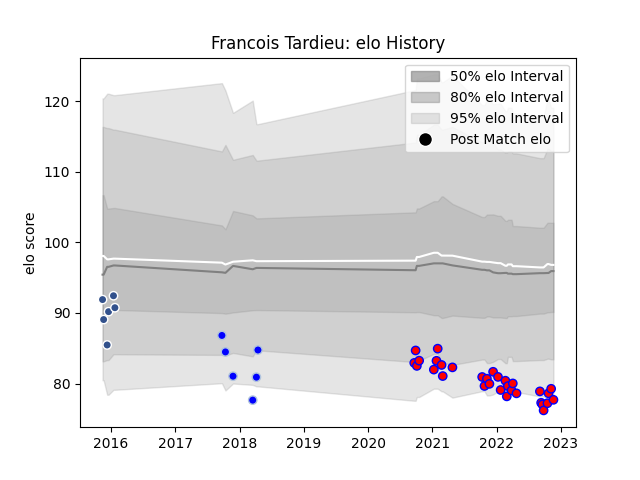 Francois Tardieu: elo History
50% elo Interval
80% elo Interval
95% elo Interval
Post Match elo
elo score
120
110
100
90
80
2016 2017 2018 2019 2020 2021 2022 2023